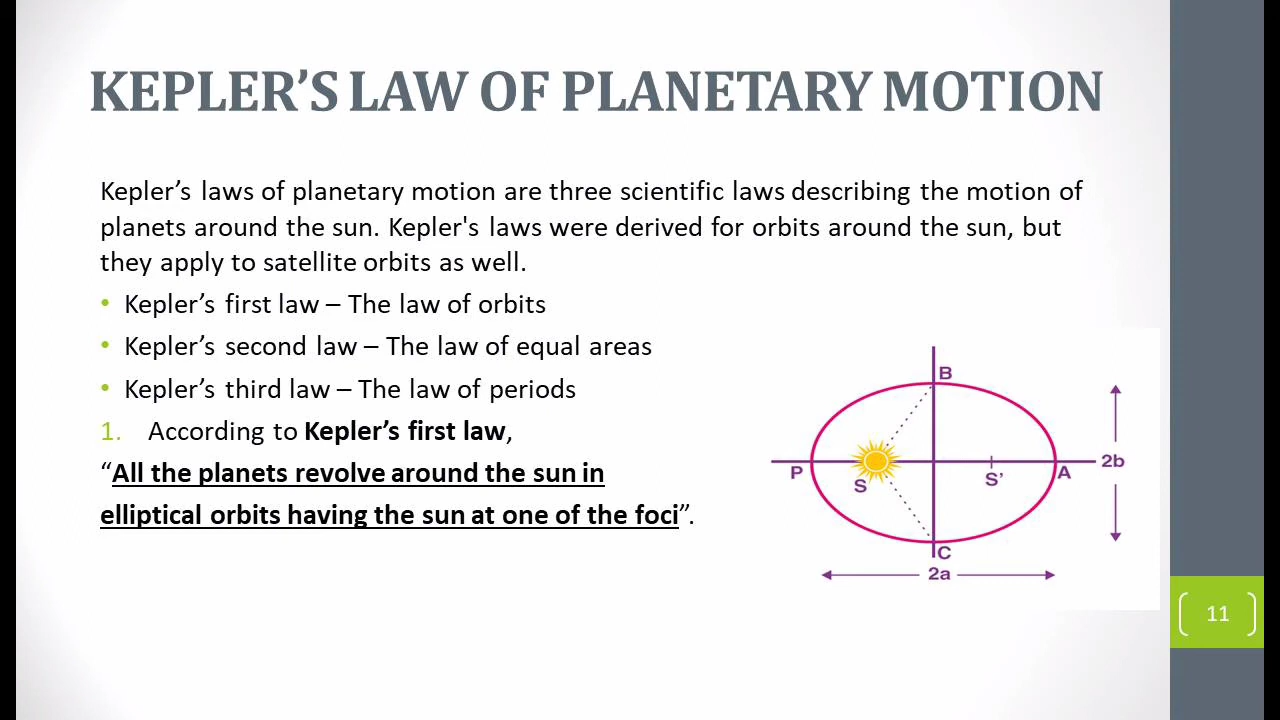 KEPLER’S LAW OF PLANETARY MOTION
Kepler’s laws of planetary motion are three scientific laws describing the motion of
planets around the sun. Kepler's laws were derived for orbits around the sun, but
they apply to satellite orbits as well.
• Kepler’s first law – The law of orbits
• Kepler’s second law – The law of equal areas
• Kepler’s third law – The law of periods
1. According to Kepler’s first law,
“All the planets revolve around the sun in
elliptical orbits having the sun at one of the foci”.
B
P
S
S’
A
2b
C
2a
11